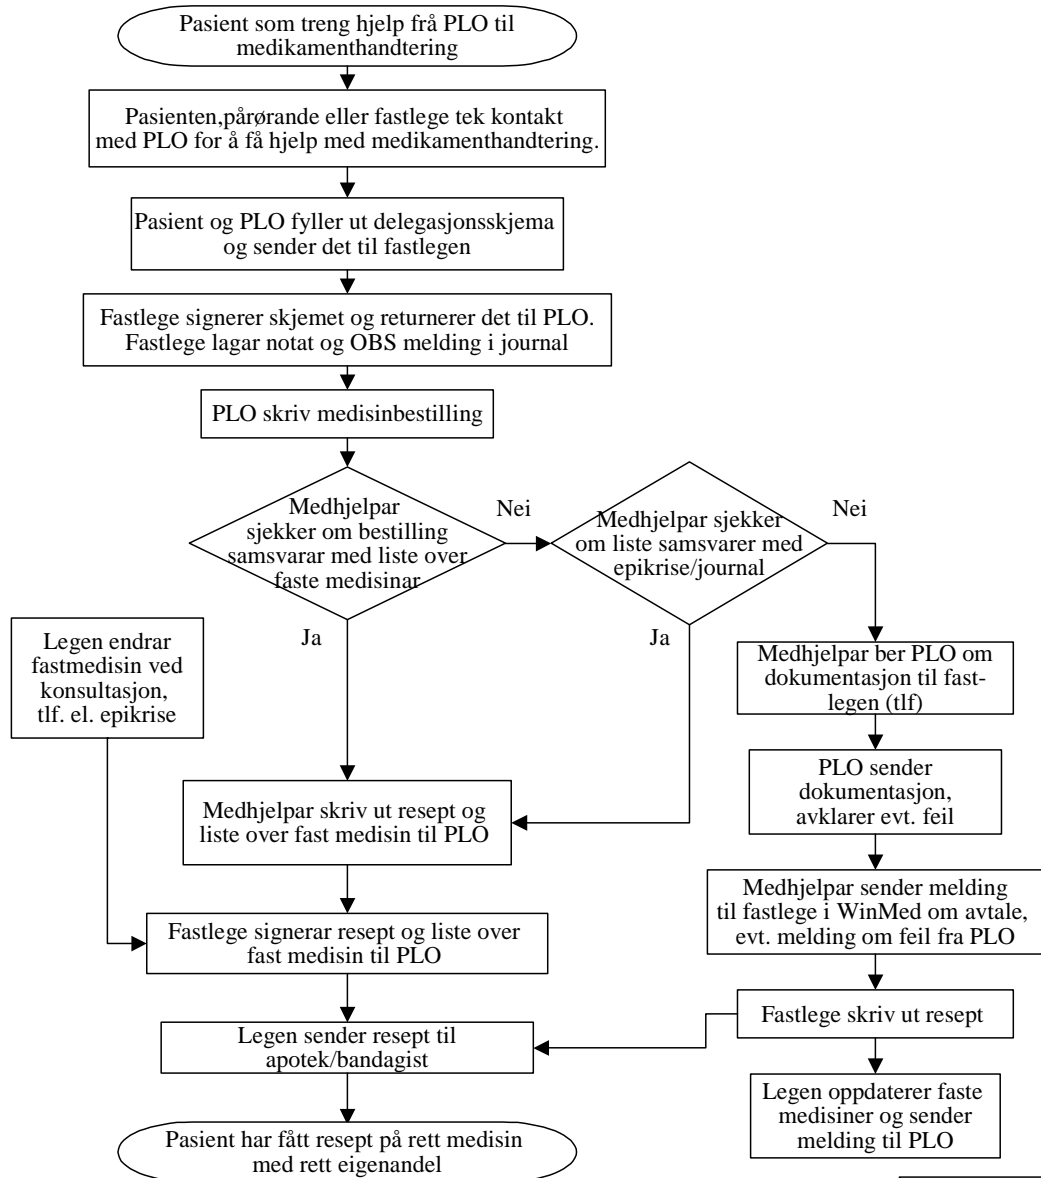 Pasient som treng hjelp frå PLO til
medikamenthandtering
Pasienten,pårørande eller fastlege tek kontakt
med PLO for å få hjelp med medikamenthandtering.
Pasient og PLO fyller ut delegasjonsskjema
og sender det til fastlegen
Fastlege signerer skjemet og returnerer det til PLO.
Fastlege lagar notat og OBS melding i journal
PLO skriv medisinbestilling
Medhjelpar
sjekker om bestilling
samsvarar med liste over
faste medisinar
Nei
Medhjelpar sjekker
om liste samsvarer med
epikrise/journal
Nei
Ja
Ja
Legen endrar
fastmedisin ved
konsultasjon,
tlf. el. epikrise
Medhjelpar ber PLO om
dokumentasjon til fast-
legen (tlf)
PLO sender
dokumentasjon,
avklarer evt. feil
Medhjelpar skriv ut resept og
liste over fast medisin til PLO
Medhjelpar sender melding
til fastlege i WinMed om avtale,
evt. melding om feil fra PLO
Fastlege signerar resept og liste over
fast medisin til PLO
Fastlege skriv ut resept
Legen sender resept til
apotek/bandagist
Legen oppdaterer faste
medisiner og sender
melding til PLO
Pasient har fått resept på rett medisin
med rett eigenandel